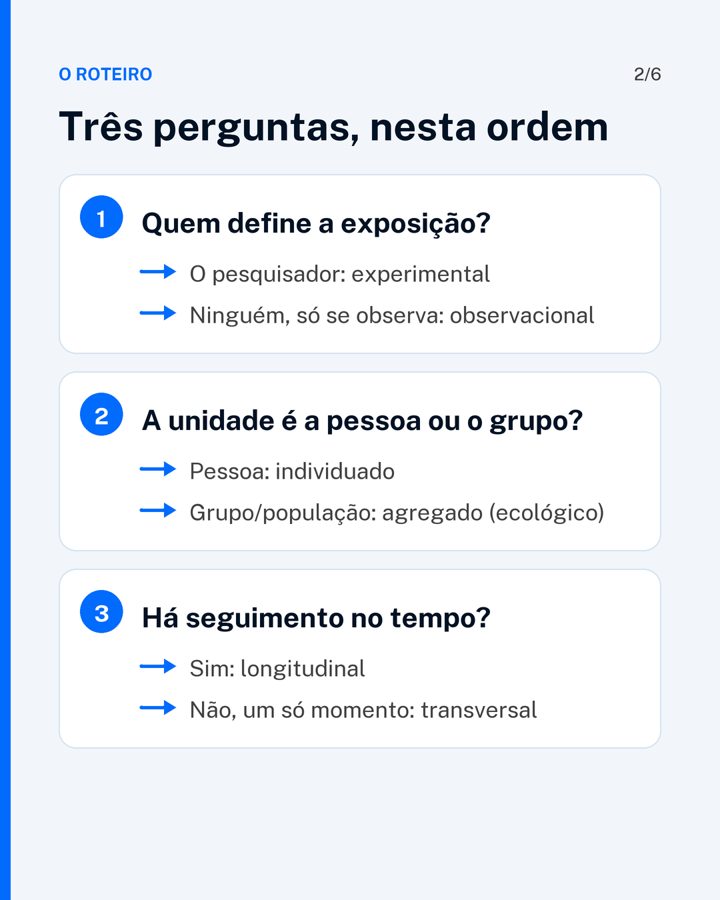 O ROTEIRO
2/6
Três perguntas, nesta ordem
1
Quem define a exposição?
O pesquisador: experimental
Ninguém, só se observa: observacional
2
A unidade é a pessoa ou o grupo?
Pessoa: individuado
Grupo/população: agregado (ecológico)
3
Há seguimento no tempo?
Sim: longitudinal
Não, um só momento: transversal